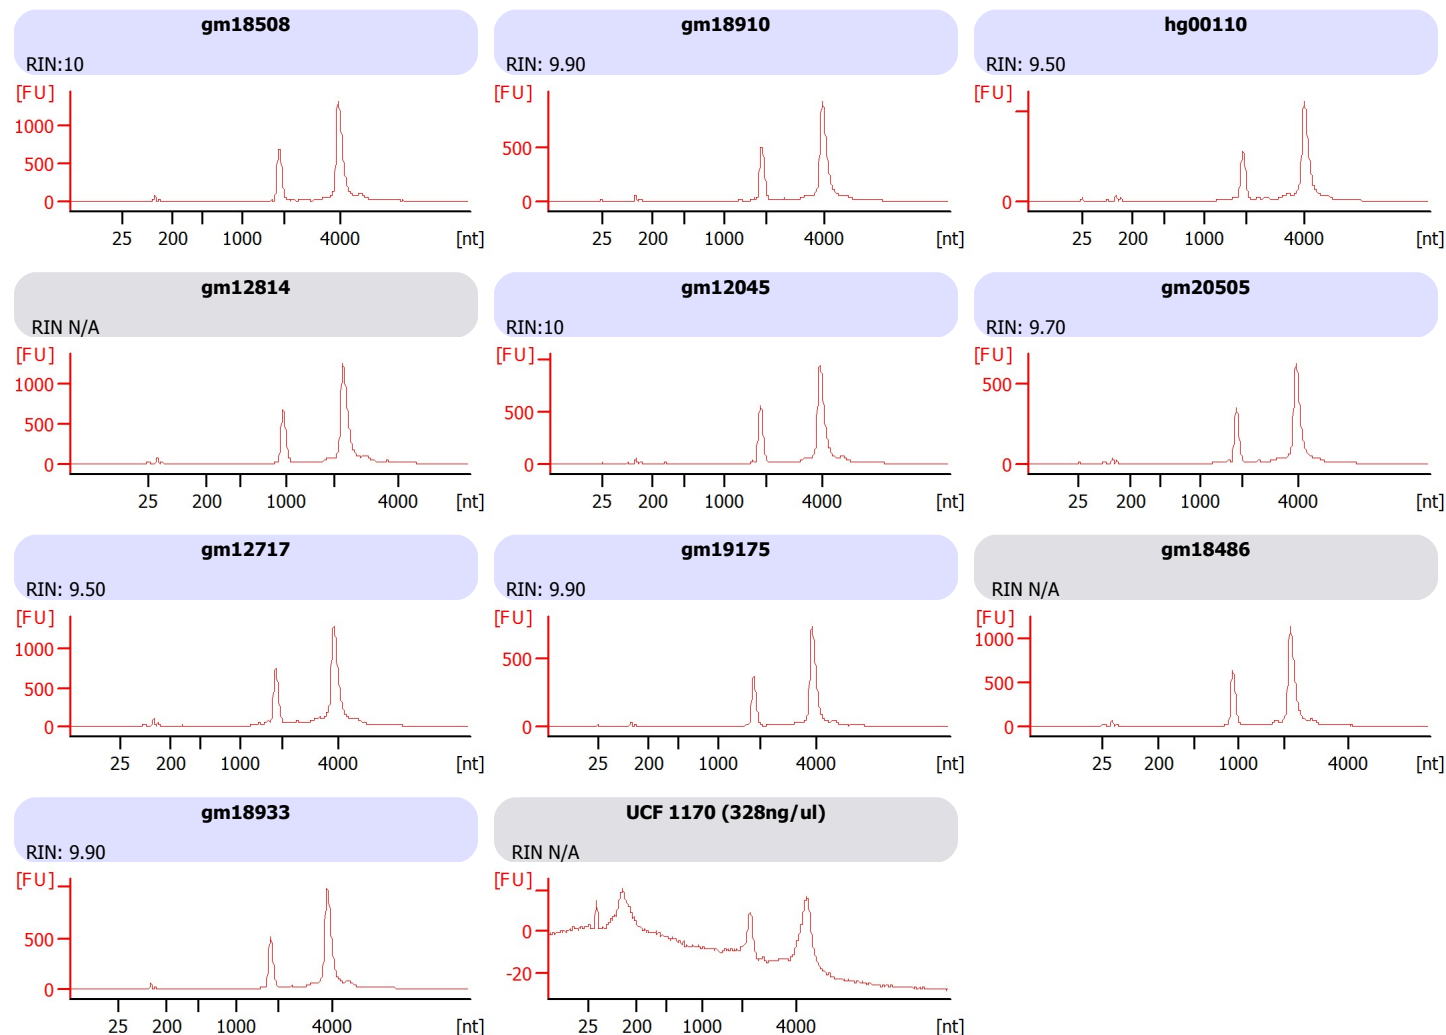 gm18508
RIN:10
[FU]
1000
500
0
25 200 1000 4000 [nt]
gm18910
RIN: 9.90
[FU]
500
0
25 200 1000 4000 [nt]
hg00110
RIN: 9.50
[FU]
0
25 200 1000 4000 [nt]
gm12814
RIN N/A
[FU]
1000
500
0
25 200 1000 4000 [nt]
gm12045
RIN:10
[FU]
500
0
25 200 1000 4000 [nt]
gm20505
RIN: 9.70
[FU]
500
0
25 200 1000 4000 [nt]
gm12717
RIN: 9.50
[FU]
1000
500
0
25 200 1000 4000 [nt]
gm19175
RIN: 9.90
[FU]
500
0
25 200 1000 4000 [nt]
gm18486
RIN N/A
[FU]
1000
500
0
25 200 1000 4000 [nt]
gm18933
RIN: 9.90
[FU]
500
0
25 200 1000 4000 [nt]
UCF 1170 (328ng/ul)
RIN N/A
[FU]
0
-20
25 200 1000 4000 [nt]